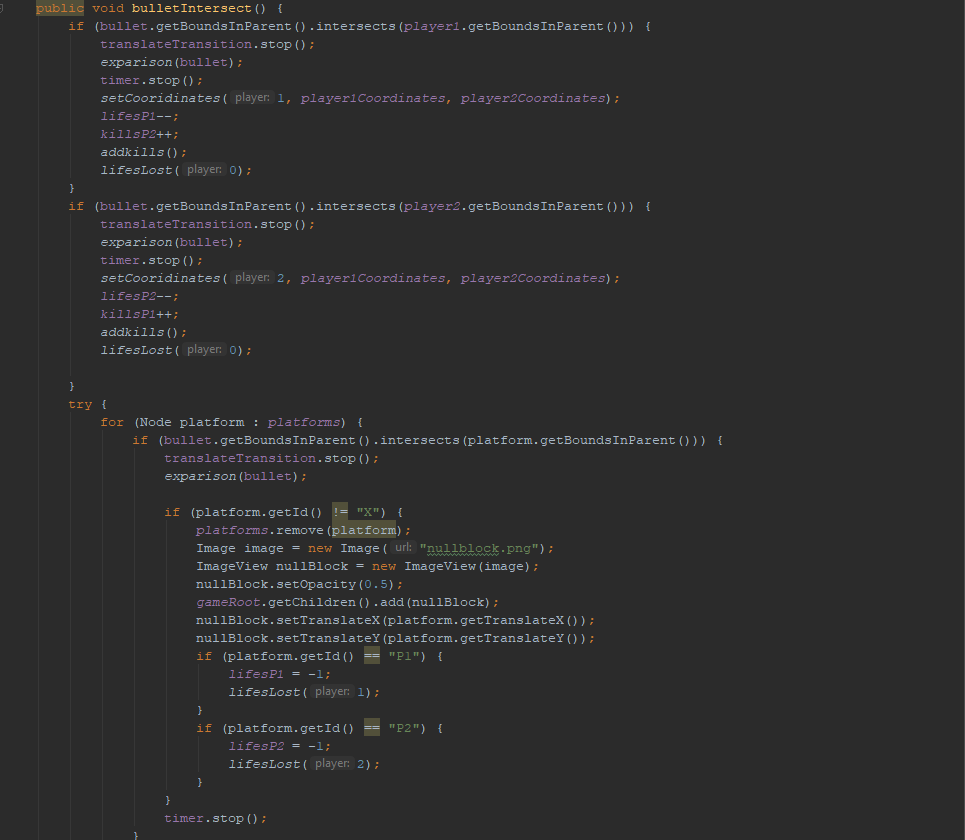 public void bulletIntersect() {
if (bullet.getBoundsInParent().intersects(player1.getBoundsInParent())) {
translateTransition.stop();
exparison(bullet);
timer.stop();
setCooridinates( player: 1, player1Coordinates, player2Coordinates);
lifesP1--;
killsP2++;
addkills();
lifesLost( player: 0);
}
if (bullet.getBoundsInParent().intersects(player2.getBoundsInParent())) {
translateTransition.stop();
exparison(bullet);
timer.stop();
setCooridinates( player: 2, player1Coordinates, player2Coordinates);
lifesP2--;
killsP1++;
addkills();
lifesLost( player: 0);
}
try {
for (Node platform : platforms) {
if (bullet.getBoundsInParent().intersects(platform.getBoundsInParent())) {
translateTransition.stop();
exparison(bullet);
if (platform.getId() != "X") {
platforms.remove(platform);
Image image = new Image( url: "nullblock.png");
ImageView nullBlock = new ImageView(image);
nullBlock.setOpacity(0.5);
gameRoot.getChildren().add(nullBlock);
nullBlock.setTranslateX(platform.getTranslateX());
nullBlock.setTranslateY(platform.getTranslateY());
if (platform.getId() == "P1") {
lifesP1 = -1;
lifesLost( player: 1);
}
if (platform.getId() == "P2") {
lifesP2 = -1;
lifesLost( player: 2);
}
}
timer.stop();
}